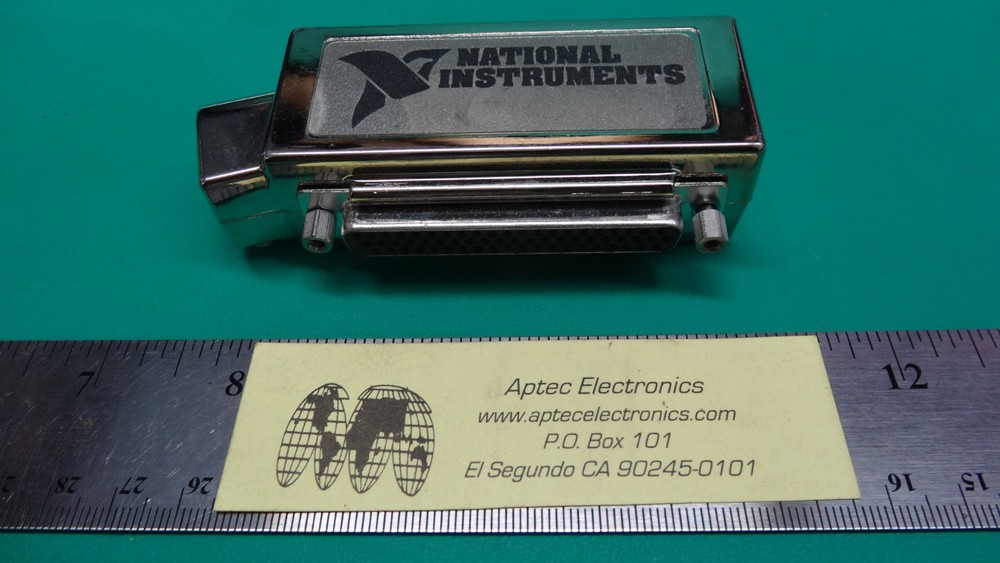 NATIONAL
INSTRUMENTS
7 8 12
Aptec Electronics
www.aptecelectronics.com
P.O. Box 101
El Segundo CA 90245-0101
28 27 26 16 15